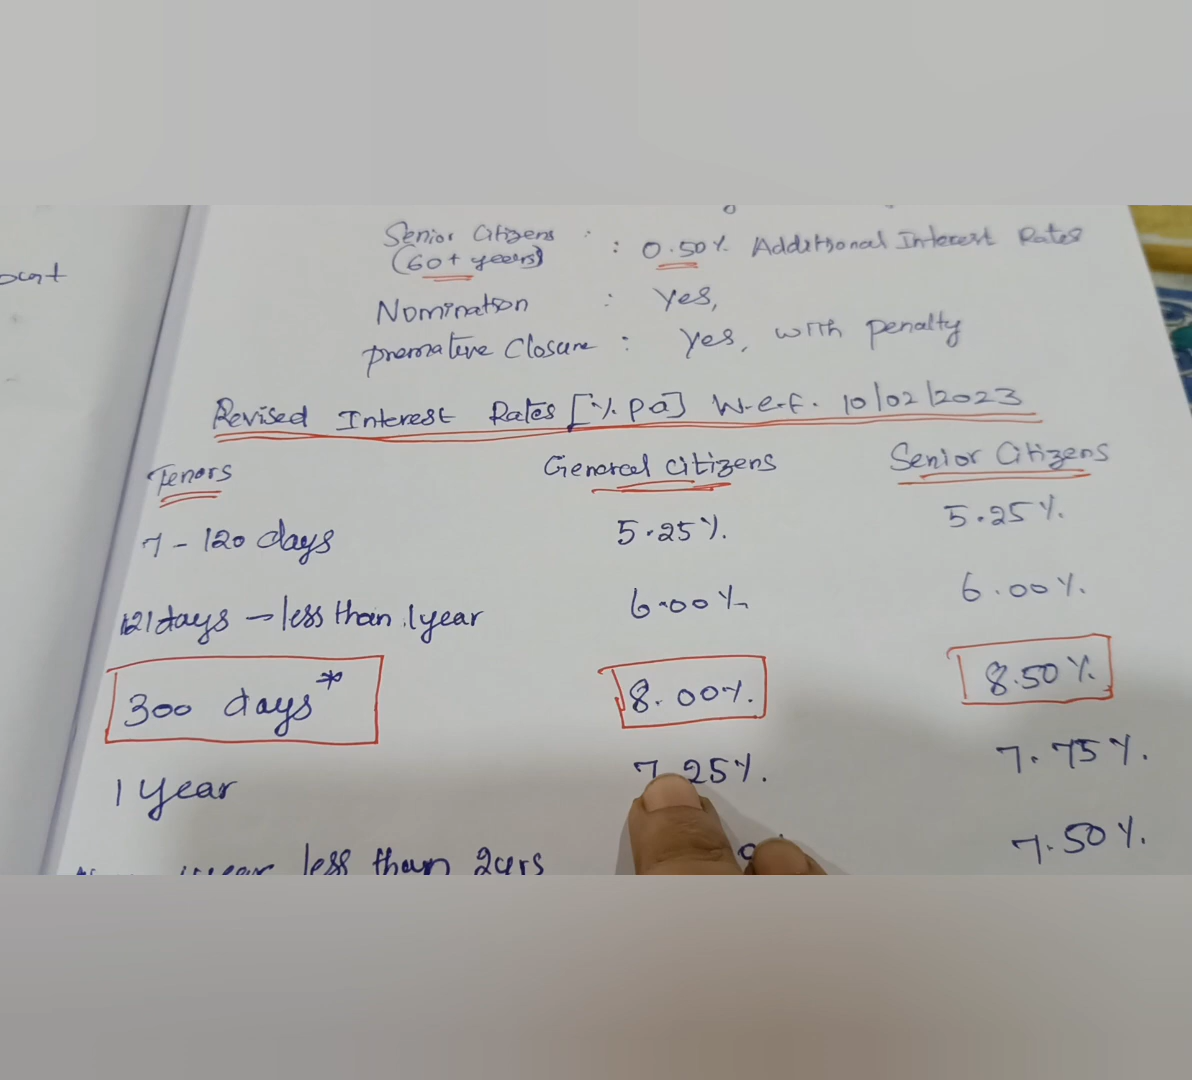 Senior Citizens : : 0.50% Additional Interest Rates
(60+ years)
Nomination : Yes,
premative Closure : Yes, with penalty
Revised Interest Rates [% pa] W.e.f. 10/02/2023
Tenors General citizens Senior Citizens
7 - 120 days 5.25% 5.25%.
121 days - less than 1 year 6.00% 6.00%.
300 days* 8.00%. 8.50%.
1 Year 7.25%. 7.75%.
less than 2yrs 7.50%.